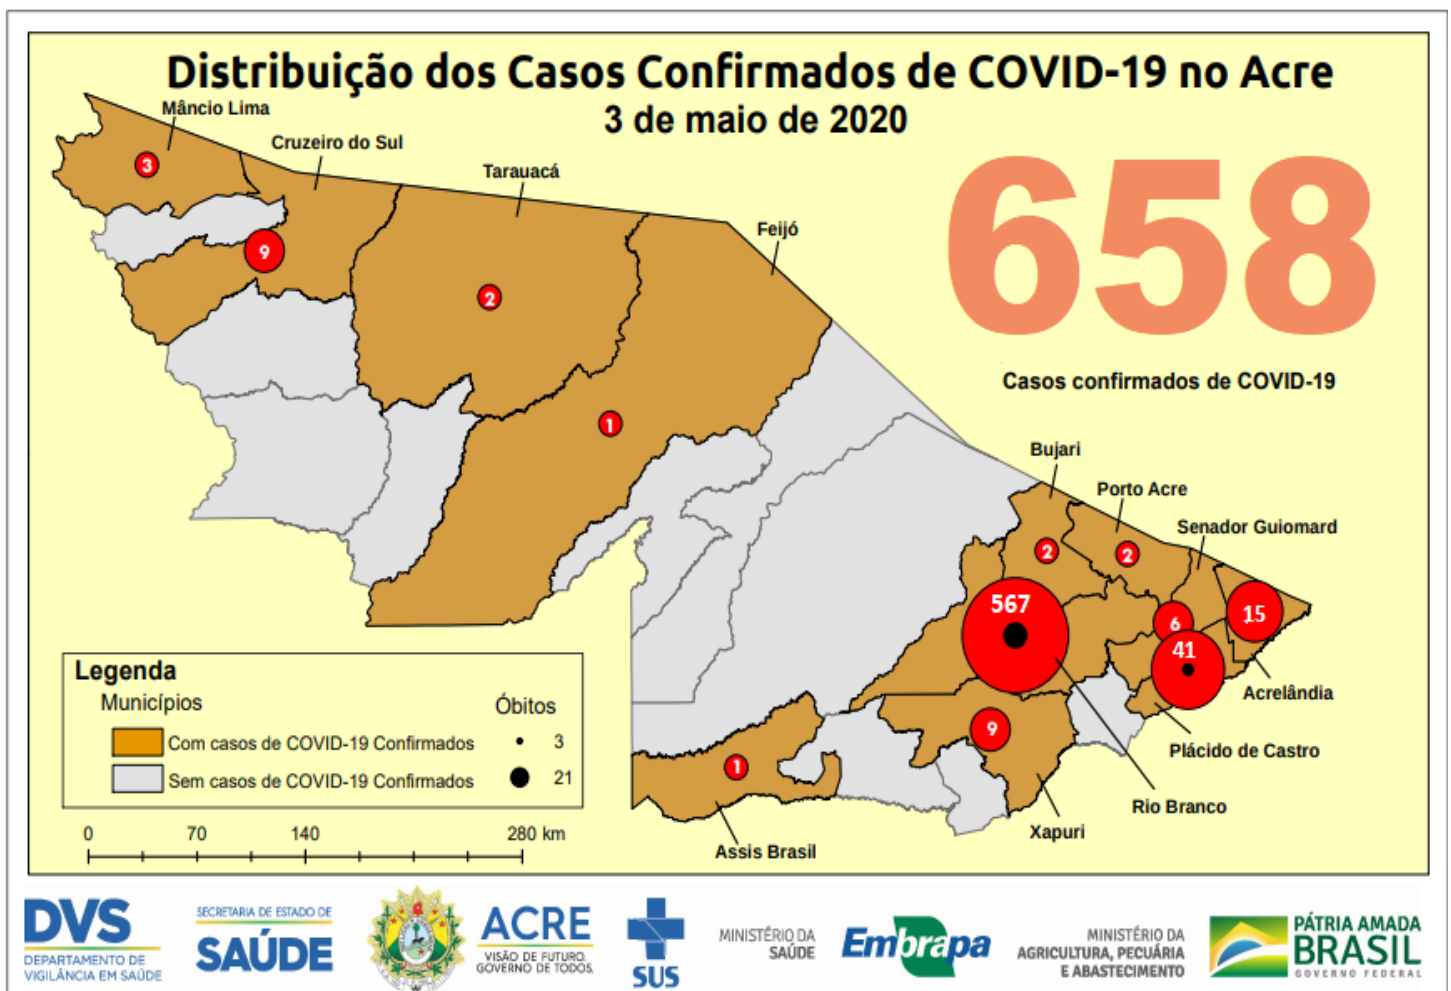 Distribuição dos Casos Confirmados de COVID-19 no Acre
3 de maio de 2020
658
Casos confirmados de COVID-19
Mâncio Lima
Cruzeiro do Sul
Tarauacá
Feijó
3
9
2
1
Bujari
Porto Acre
Senador Guiomard
2
2
567
6
15
41
9
1
Acrelândia
Plácido de Castro
Rio Branco
Xapuri
Assis Brasil
Legenda
Municípios
Óbitos
Com casos de COVID-19 Confirmados
3
Sem casos de COVID-19 Confirmados
21
0 70 140 280 km
DVS
DEPARTAMENTO DE
VIGILÂNCIA EM SAÚDE
SECRETARIA DE ESTADO DE
SAÚDE
ACRE
VISÃO DE FUTURO.
GOVERNO DE TODOS.
SUS
MINISTÉRIO DA
SAÚDE
Embrapa
MINISTÉRIO DA
AGRICULTURA, PECUÁRIA
E ABASTECIMENTO
PÁTRIA AMADA
BRASIL
GOVERNO FEDERAL